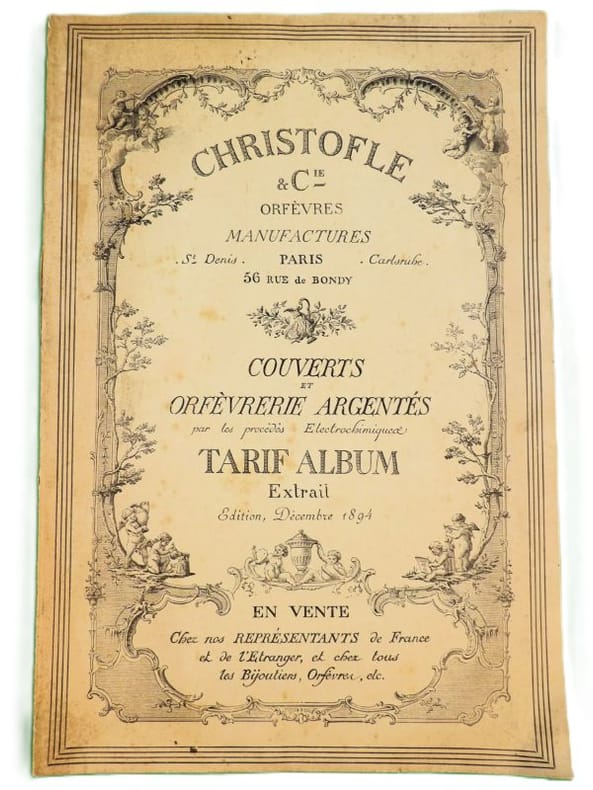 CHRISTOFLE
& CIE
ORFÈVRES
MANUFACTURES
. St Denis . PARIS . Carlsruhe .
56 RUE de BONDY
COUVERTS
ET
ORFÈVRERIE ARGENTÉS
par les procédés Electrochimiques
TARIF ALBUM
Extrait
Edition, Décembre 1894
EN VENTE
Chez nos REPRÉSENTANTS de France
et de l'Etranger, et chez tous
les Bijoutiers, Orfèvres, etc.